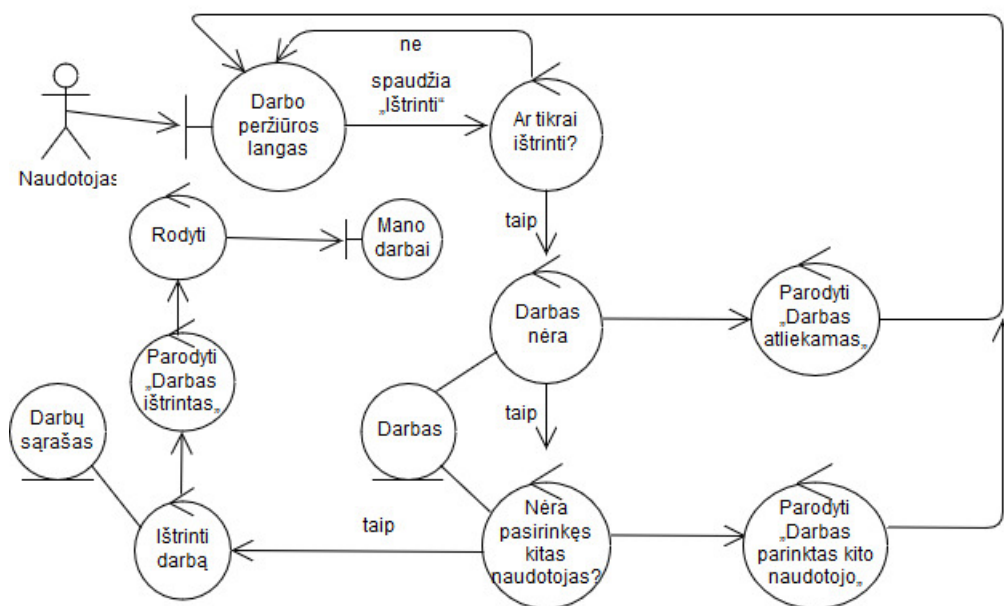 ne
spaudžia
„Ištrinti“
Darbo
peržiūros
langas
Ar tikrai
ištrinti?
Naudotojas
taip
Rodyti
Mano
darbai
Darbas
nėra
Parodyti
„Darbas
atliekamas„
Parodyti
„Darbas
ištrintas„
taip
Darbų
sąrašas
Darbas
Nėra
pasirinkęs
kitas
naudotojas?
Parodyti
„Darbas
parinktas kito
naudotojo„
taip
Ištrinti
darbą